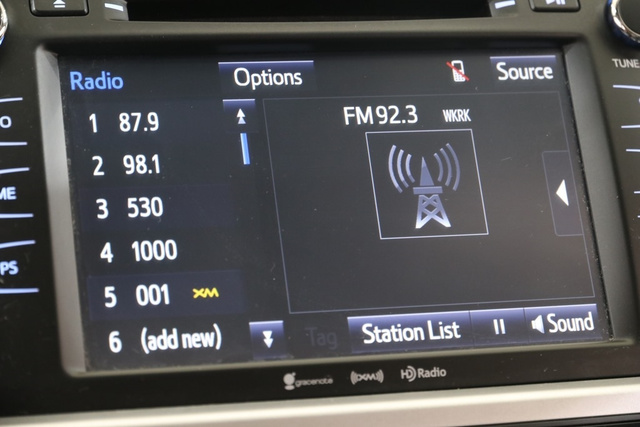 Radio
Options
Source
TUNE
FM 92.3 WKRK
1 87.9
2 98.1
3 530
4 1000
5 001 XM
6 (add new)
Tag
Station List
Sound
gracenote
(XM)
HD Radio